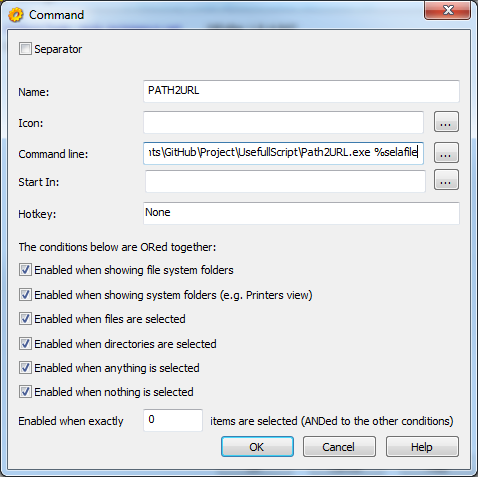 Command
Separator
Name: PATH2URL
Icon: ...
Command line: nts\GitHub\Project\UsefullScript\Path2URL.exe %selafile ...
Start In: ...
Hotkey: None
The conditions below are ORed together:
Enabled when showing file system folders
Enabled when showing system folders (e.g. Printers view)
Enabled when files are selected
Enabled when directories are selected
Enabled when anything is selected
Enabled when nothing is selected
Enabled when exactly 0 items are selected (ANDed to the other conditions)
OK Cancel Help